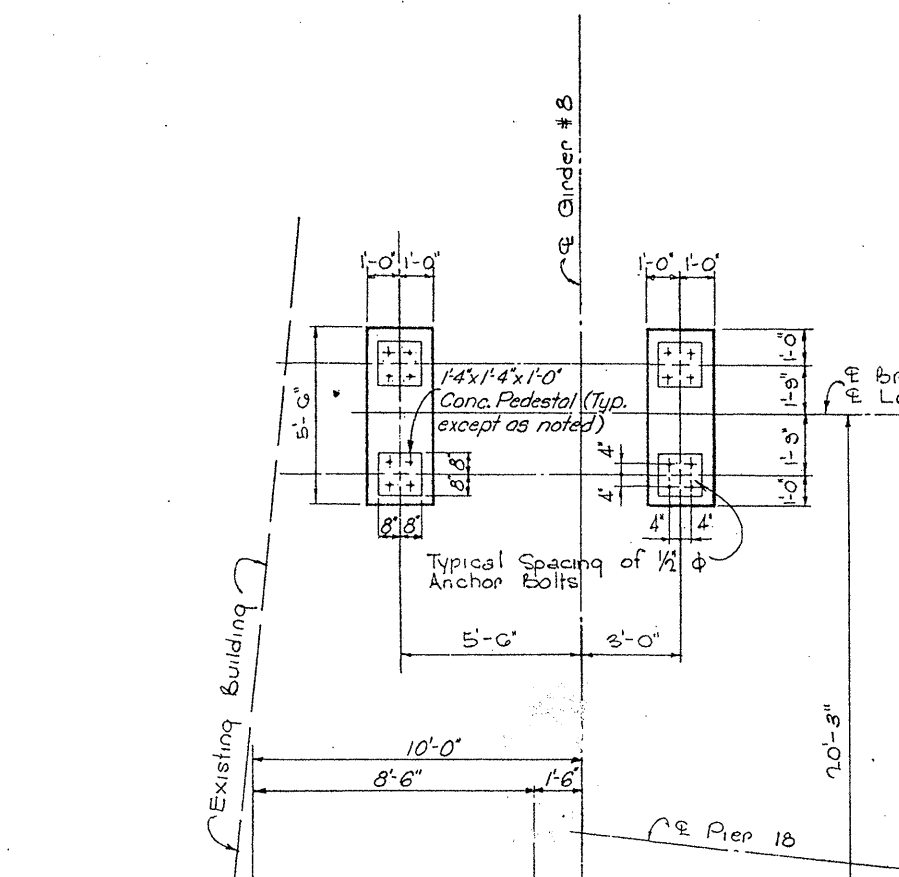 ℄ Girder #8
1'-0" 1'-0"
1'-0" 1'-0"
1'-4"x1'-4"x1'-0"
Conc. Pedestal (Typ.
except as noted)
5'-6"
1'-0"
1'-9"
1'-9"
1'-0"
℄ Br
℄ Lo
8" 8"
8" 8"
4"
4"
4" 4"
Typical Spacing of ½" ϕ
Anchor Bolts
5'-6" 3'-0"
Existing Building
10'-0"
8'-6" 1'-6"
20'-3"
℄ Pier 18